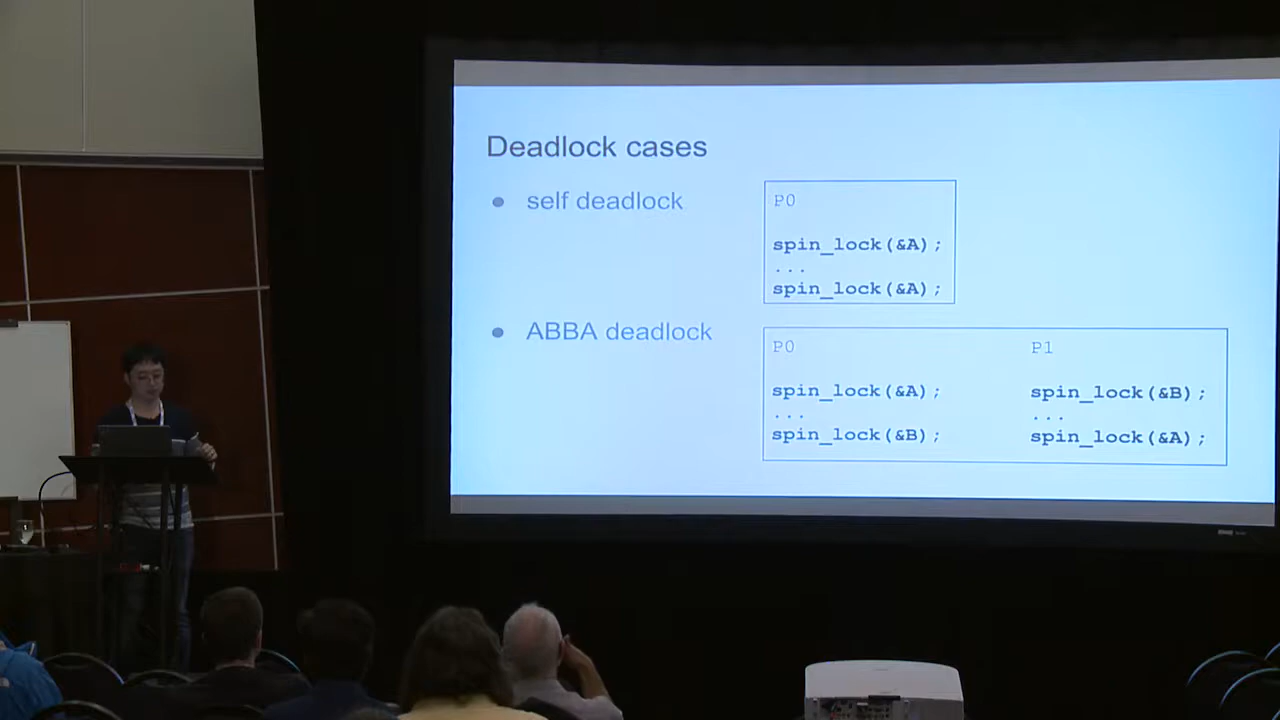 Deadlock cases
● self deadlock
P0
spin_lock(&A);
...
spin_lock(&A);
● ABBA deadlock
P0 P1
spin_lock(&A); spin_lock(&B);
... ...
spin_lock(&B); spin_lock(&A);